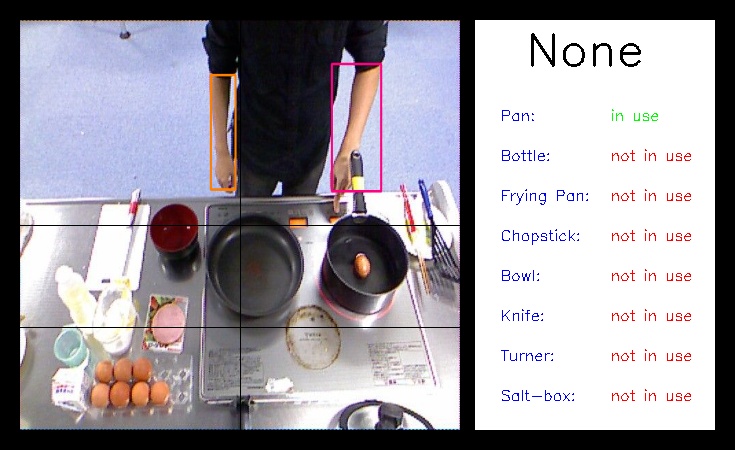 None
Pan: in use
Bottle: not in use
Frying Pan: not in use
Chopstick: not in use
Bowl: not in use
Knife: not in use
Turner: not in use
Salt-box: not in use